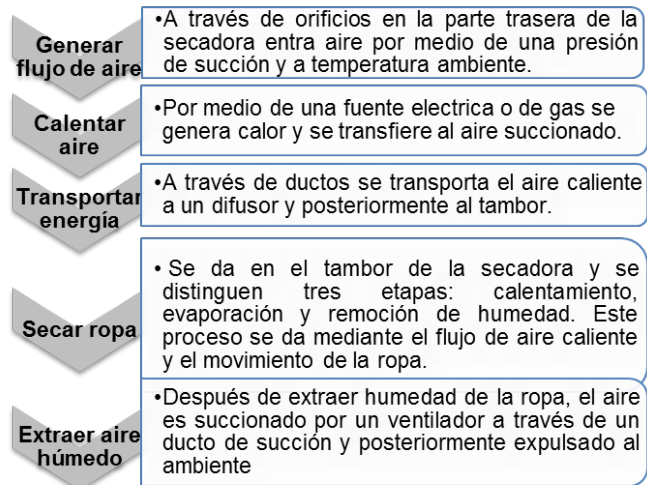 Generar
flujo de aire
•A través de orificios en la parte trasera de la
secadora entra aire por medio de una presión
de succión y a temperatura ambiente.
Calentar
aire
•Por medio de una fuente electrica o de gas se
genera calor y se transfiere al aire succionado.
Transportar
energía
•A través de ductos se transporta el aire caliente
a un difusor y posteriormente al tambor.
Secar ropa
• Se da en el tambor de la secadora y se
distinguen tres etapas: calentamiento,
evaporación y remoción de humedad. Este
proceso se da mediante el flujo de aire caliente
y el movimiento de la ropa.
Extraer aire
húmedo
•Después de extraer humedad de la ropa, el aire
es succionado por un ventilador a través de un
ducto de succión y posteriormente expulsado al
ambiente